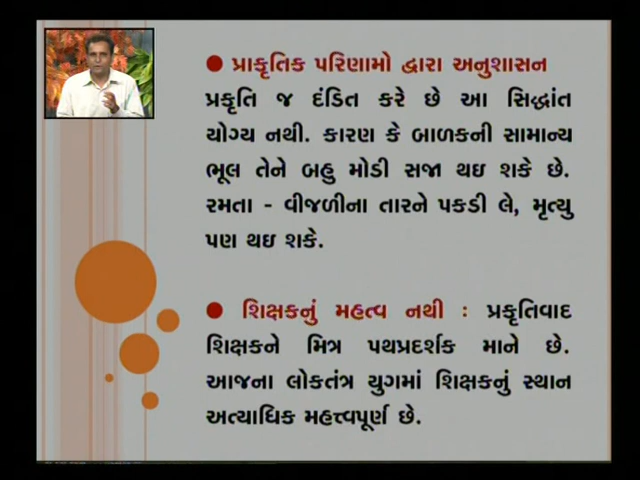 પ્રાકૃતિક પરિણામો દ્વારા અનુશાસન
પ્રકૃતિ જ દંડિત કરે છે આ સિદ્ધાંત
યોગ્ય નથી. કારણ કે બાળકની સામાન્ય
ભૂલ તેને બહુ મોડી સજા થઇ શકે છે.
રમતા - વીજળીના તારને પકડી લે, મૃત્યુ
પણ થઇ શકે.
શિક્ષકનું મહત્વ નથી : પ્રકૃતિવાદ
શિક્ષકને મિત્ર પથપ્રદર્શક માને છે.
આજના લોકતંત્ર યુગમાં શિક્ષકનું સ્થાન
અત્યાધિક મહત્ત્વપૂર્ણ છે.